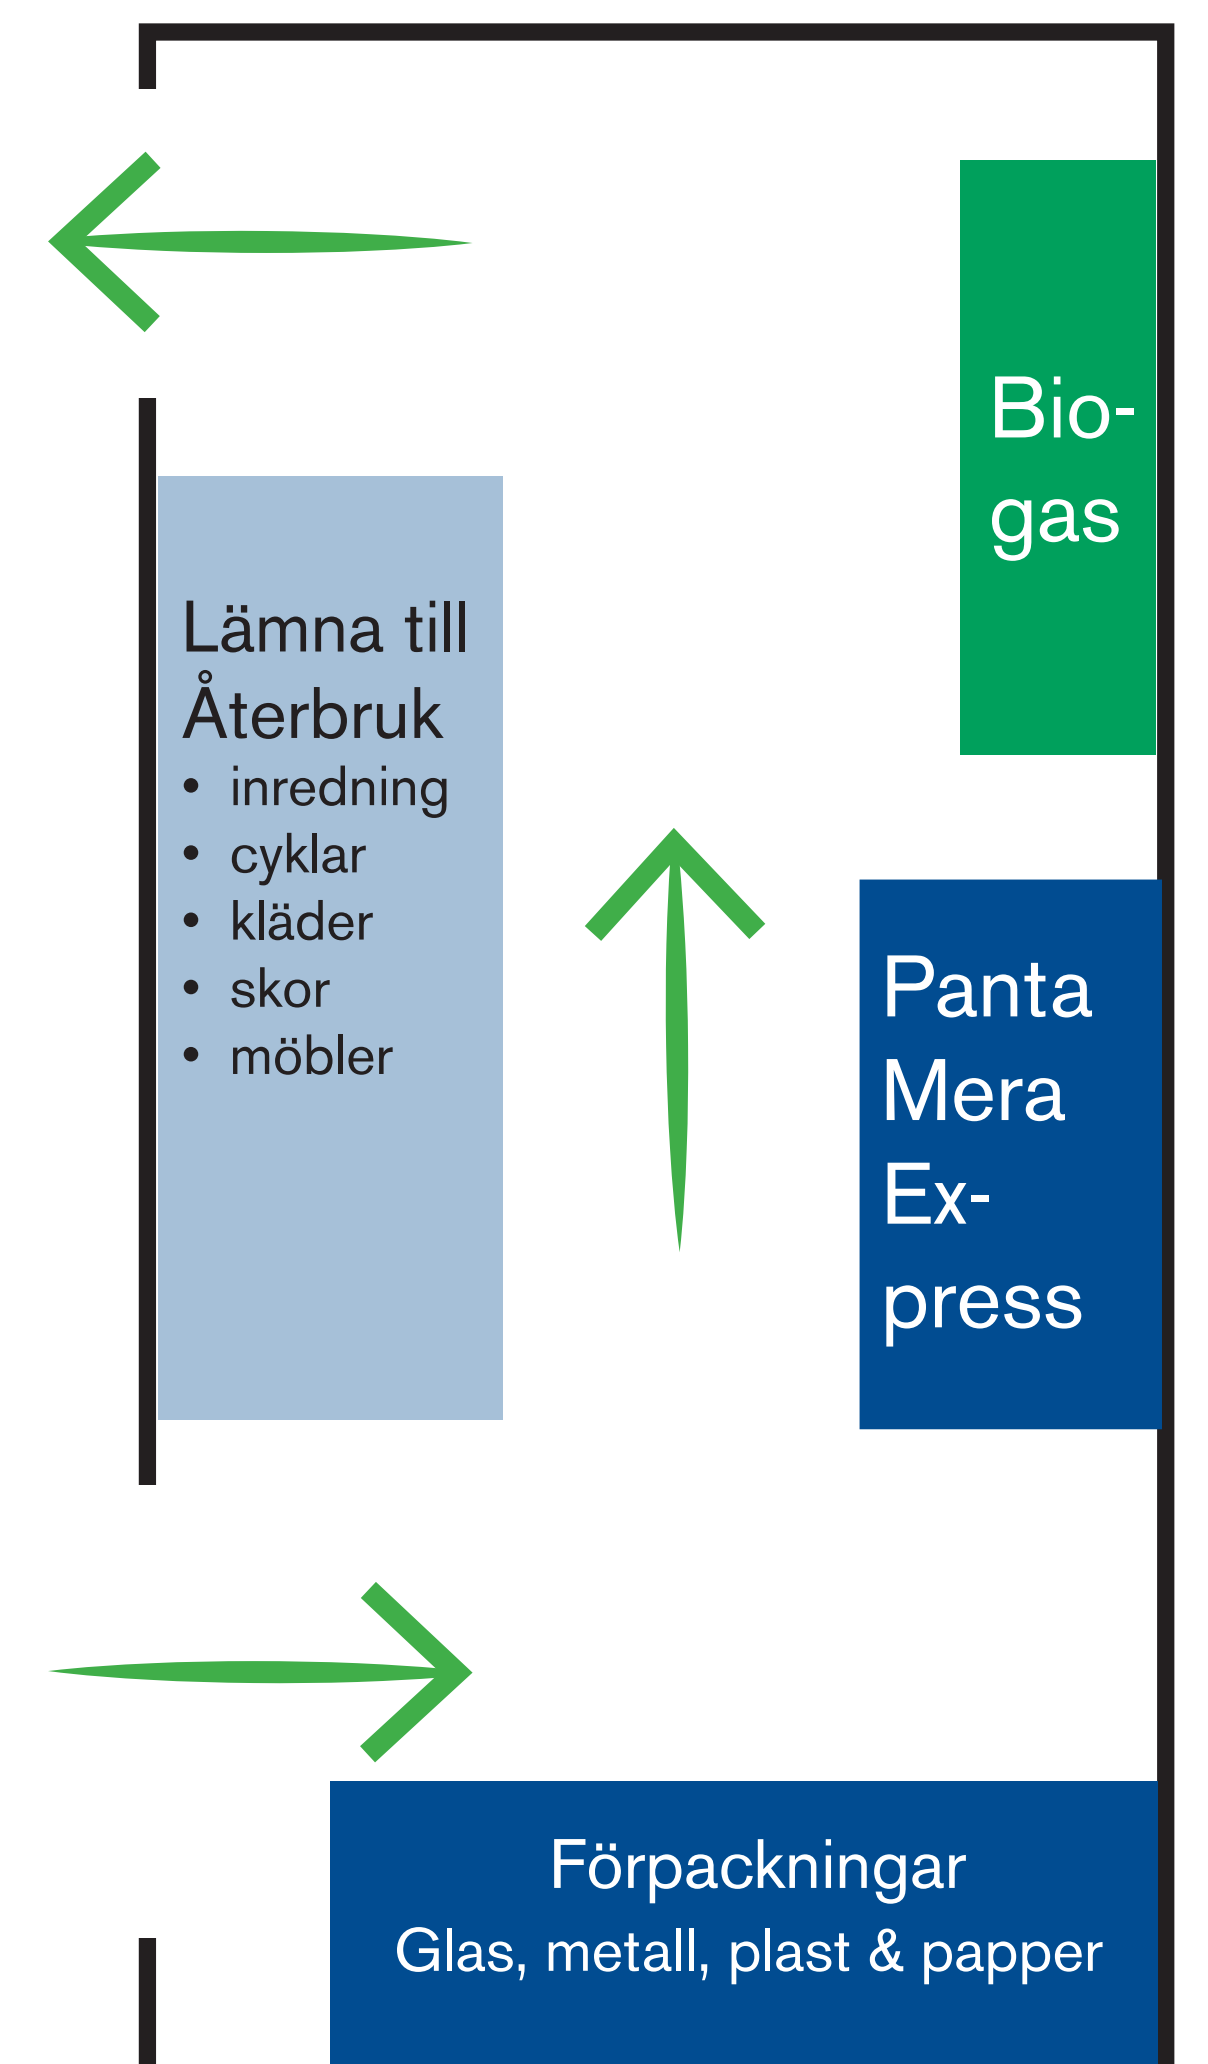 Bio-
gas
Lämna till
Återbruk
• inredning
• cyklar
• kläder
• skor
• möbler
Panta
Mera
Ex-
press
Förpackningar
Glas, metall, plast & papper